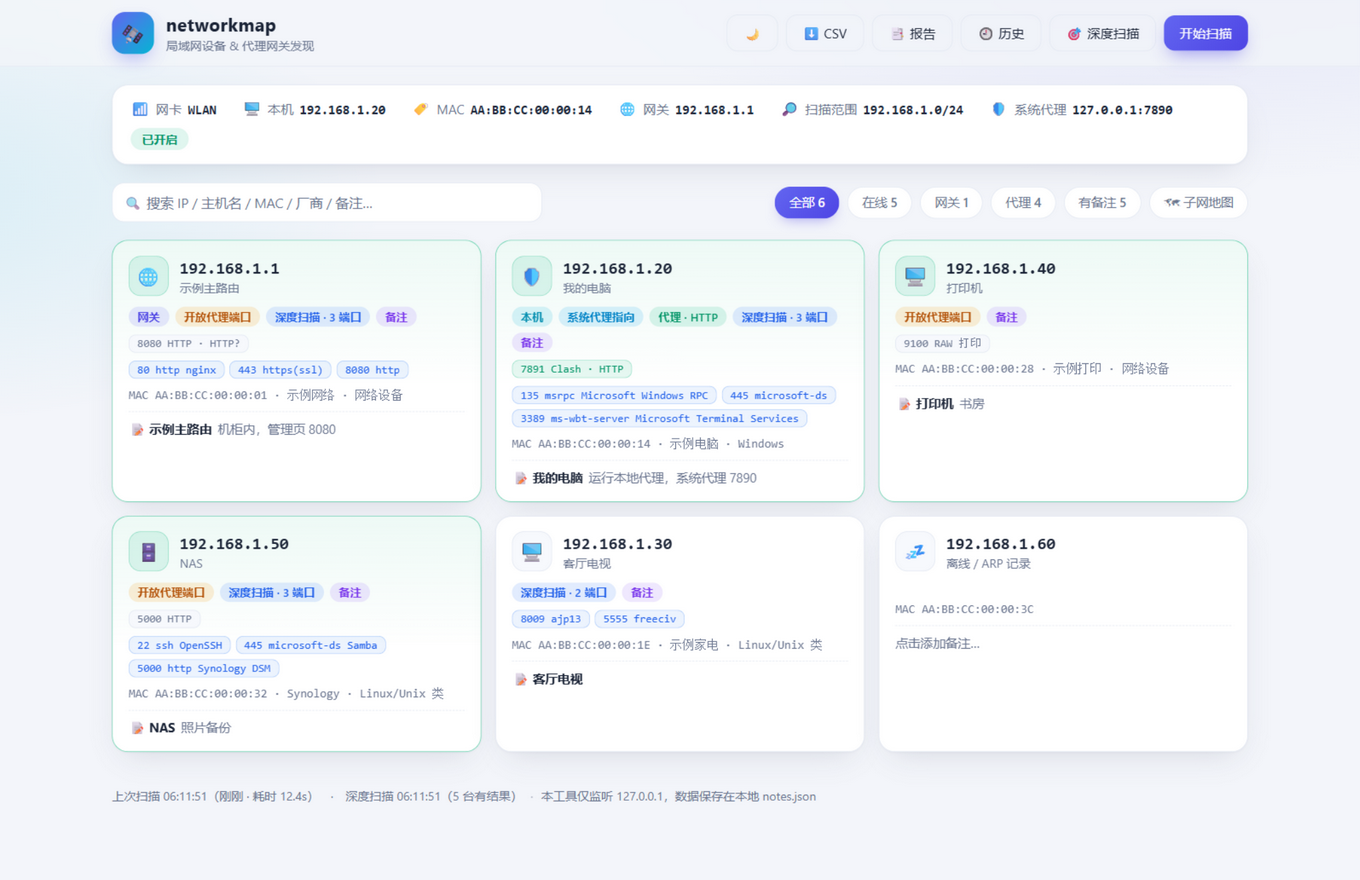 networkmap
局域网设备 & 代理网关发现
CSV
报告
历史
深度扫描
开始扫描
网卡 WLAN 本机 192.168.1.20 MAC AA:BB:CC:00:00:14 网关 192.168.1.1 扫描范围 192.168.1.0/24 系统代理 127.0.0.1:7890
已开启
搜索 IP / 主机名 / MAC / 厂商 / 备注...
全部 6 在线 5 网关 1 代理 4 有备注 5 子网地图
192.168.1.1
示例主路由
网关 开放代理端口 深度扫描 · 3 端口 备注
8080 HTTP · HTTP?
80 http nginx 443 https(ssl) 8080 http
MAC AA:BB:CC:00:00:01 · 示例网络 · 网络设备
示例主路由 机柜内，管理页 8080
192.168.1.20
我的电脑
本机 系统代理指向 代理 · HTTP 深度扫描 · 3 端口
备注
7891 Clash · HTTP
135 msrpc Microsoft Windows RPC 445 microsoft-ds
3389 ms-wbt-server Microsoft Terminal Services
MAC AA:BB:CC:00:00:14 · 示例电脑 · Windows
我的电脑 运行本地代理，系统代理 7890
192.168.1.40
打印机
开放代理端口 备注
9100 RAW 打印
MAC AA:BB:CC:00:00:28 · 示例打印 · 网络设备
打印机 书房
192.168.1.50
NAS
开放代理端口 深度扫描 · 3 端口 备注
5000 HTTP
22 ssh OpenSSH 445 microsoft-ds Samba
5000 http Synology DSM
MAC AA:BB:CC:00:00:32 · Synology · Linux/Unix 类
NAS 照片备份
192.168.1.30
客厅电视
深度扫描 · 2 端口 备注
8009 ajp13 5555 freeciv
MAC AA:BB:CC:00:00:1E · 示例家电 · Linux/Unix 类
客厅电视
192.168.1.60
离线 / ARP 记录
MAC AA:BB:CC:00:00:3C
点击添加备注...
上次扫描 06:11:51（刚刚 · 耗时 12.4s） · 深度扫描 06:11:51（5 台有结果） · 本工具仅监听 127.0.0.1，数据保存在本地 notes.json